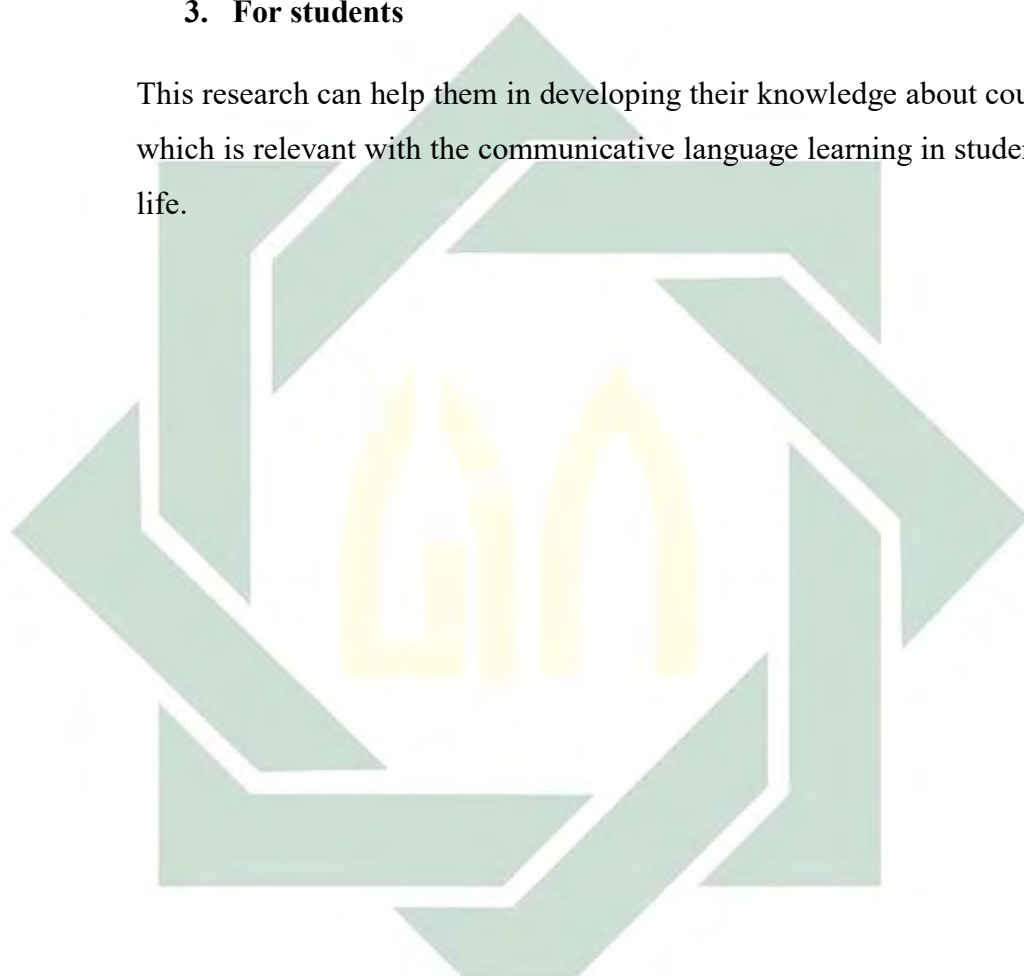 3. For students
This research can help them in developing their knowledge about
which is relevant with the communicative language learning in
life.